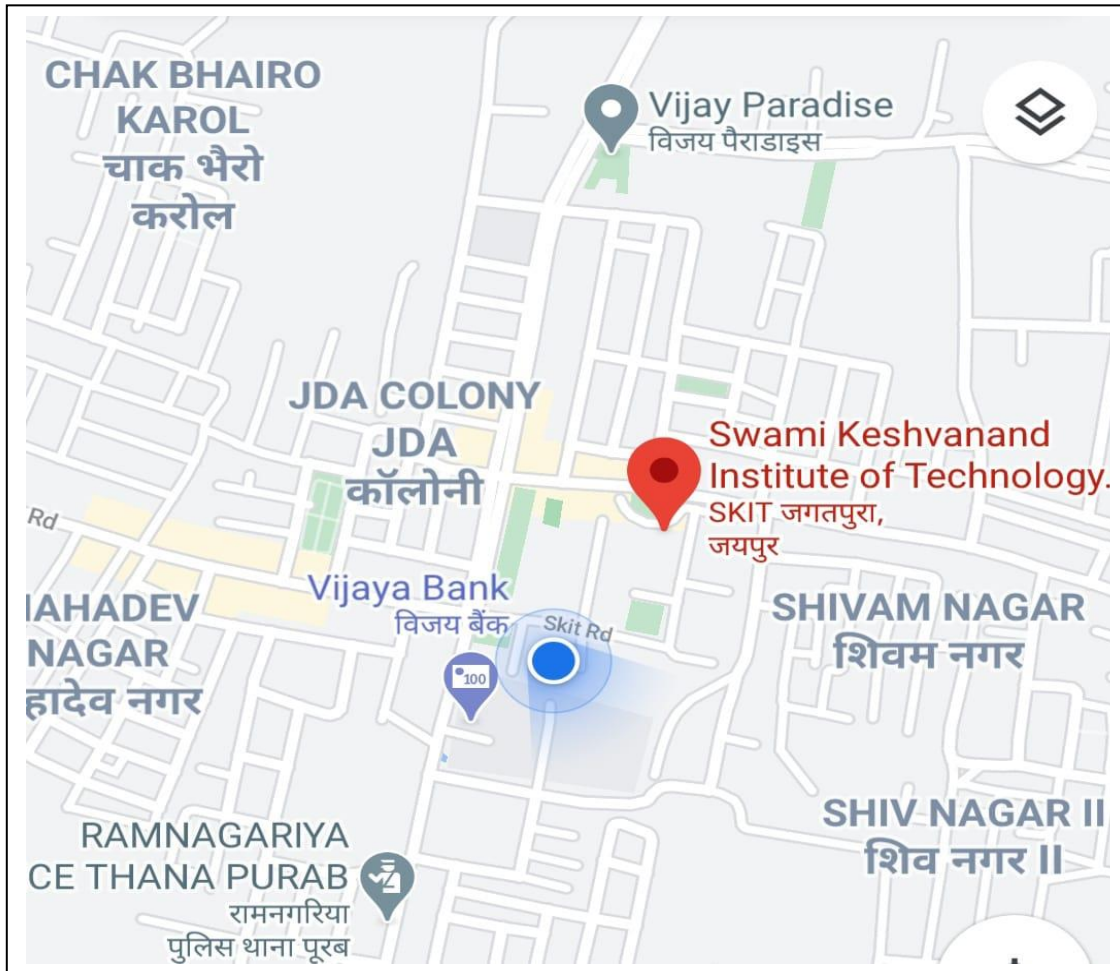 CHAK BHAIRO
KAROL
चाक भैरो
करोल
Vijay Paradise
विजय पैराडाइस
JDA COLONY
JDA
कॉलोनी
Swami Keshvanand
Institute of Technology.
SKIT जगतपुरा,
जयपुर
Rd
Vijaya Bank
विजय बैंक
Skit Rd
100
IAHADEV
NAGAR
हादेव नगर
SHIVAM NAGAR
शिवम नगर
SHIV NAGAR II
शिव नगर II
RAMNAGARIYA
CE THANA PURAB
रामनगरिया
पुलिस थाना पूरब